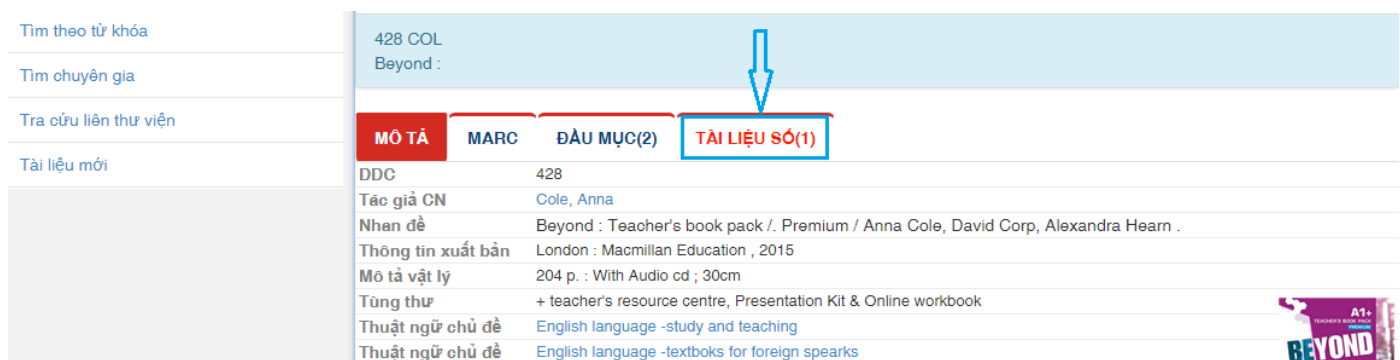 Tìm theo từ khóa
Tìm chuyên gia
Tra cứu liên thư viện
Tài liệu mới
428 COL
Beyond :
MÔ TẢ MARC ĐẦU MỤC(2) TÀI LIỆU SỐ(1)
DDC 428
Tác giả CN Cole, Anna
Nhan đề Beyond : Teacher's book pack /. Premium / Anna Cole, David Corp, Alexandra Hearn .
Thông tin xuất bản London : Macmillan Education , 2015
Mô tả vật lý 204 p. : With Audio cd ; 30cm
Tùng thư + teacher's resource centre, Presentation Kit & Online workbook
Thuật ngữ chủ đề English language -study and teaching
Thuật ngữ chủ đề English language -textboks for foreign spearks
A1+
TEACHER'S BOOK PACK
PREMIUM
BEYOND